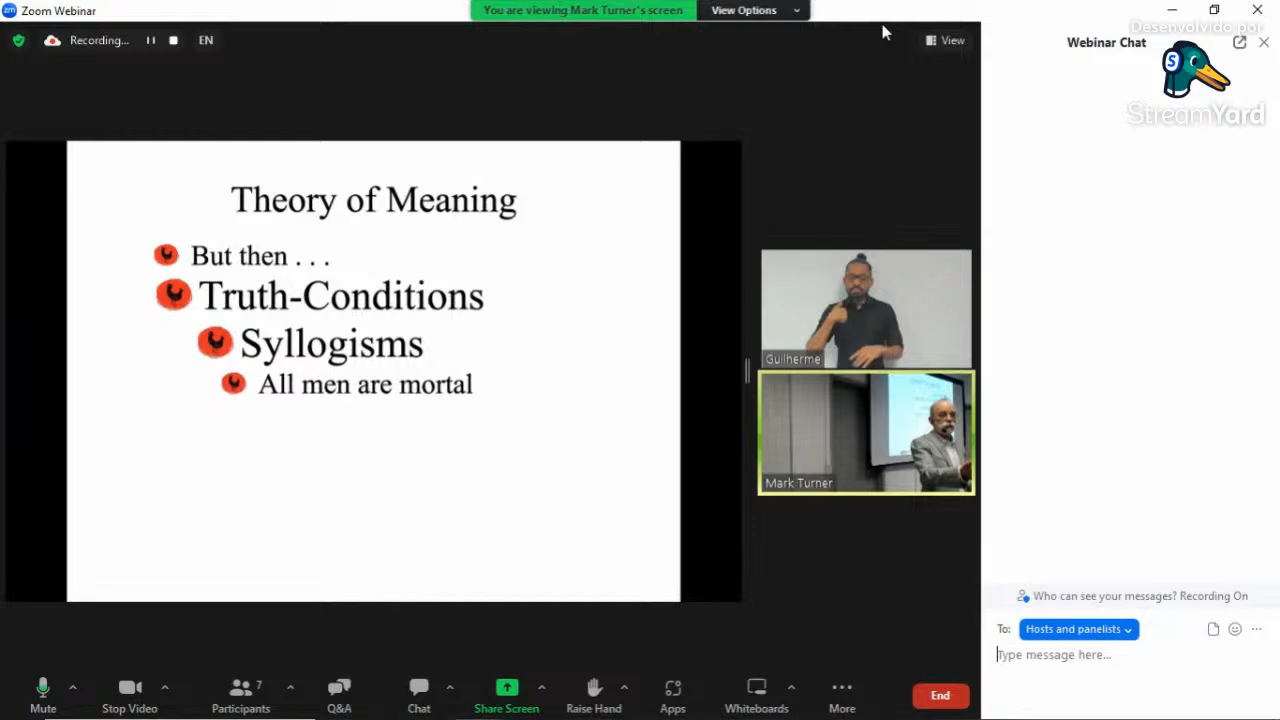 Zoom Webinar
You are viewing Mark Turner's screen
View Options
Recording...
EN
View
Webinar Chat
Desenvolvido por
S
StreamYard
Theory of Meaning
But then . . .
Truth-Conditions
Syllogisms
All men are mortal
Guilherme
Mark Turner
Who can see your messages? Recording On
To: Hosts and panelists
Type message here...
Mute
Stop Video
Participants 7
Q&A
Chat
Share Screen
Raise Hand
Apps
Whiteboards
More
End